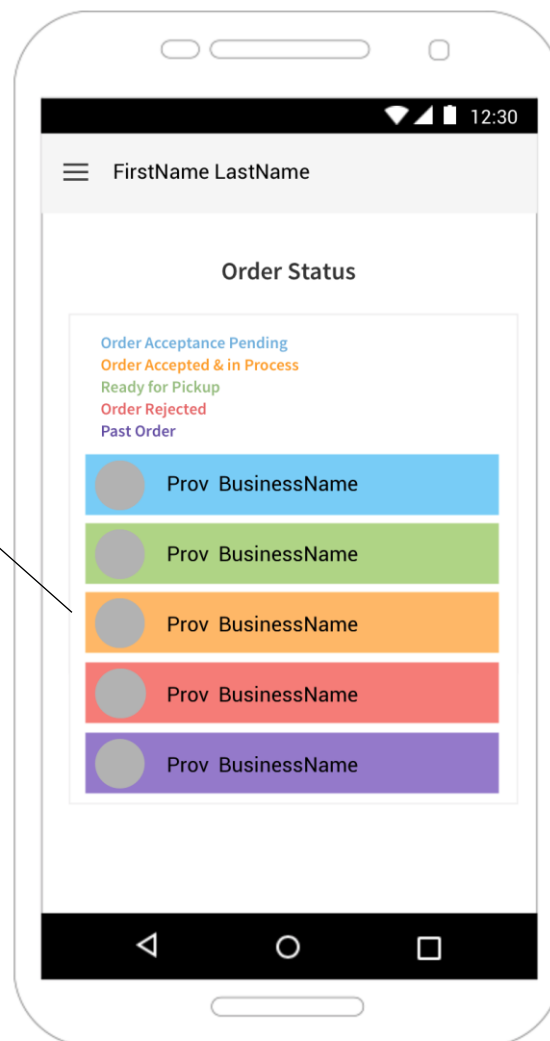 12:30
FirstName LastName
Order Status
Order Acceptance Pending
Order Accepted & in Process
Ready for Pickup
Order Rejected
Past Order
Prov BusinessName
Prov BusinessName
Prov BusinessName
Prov BusinessName
Prov BusinessName